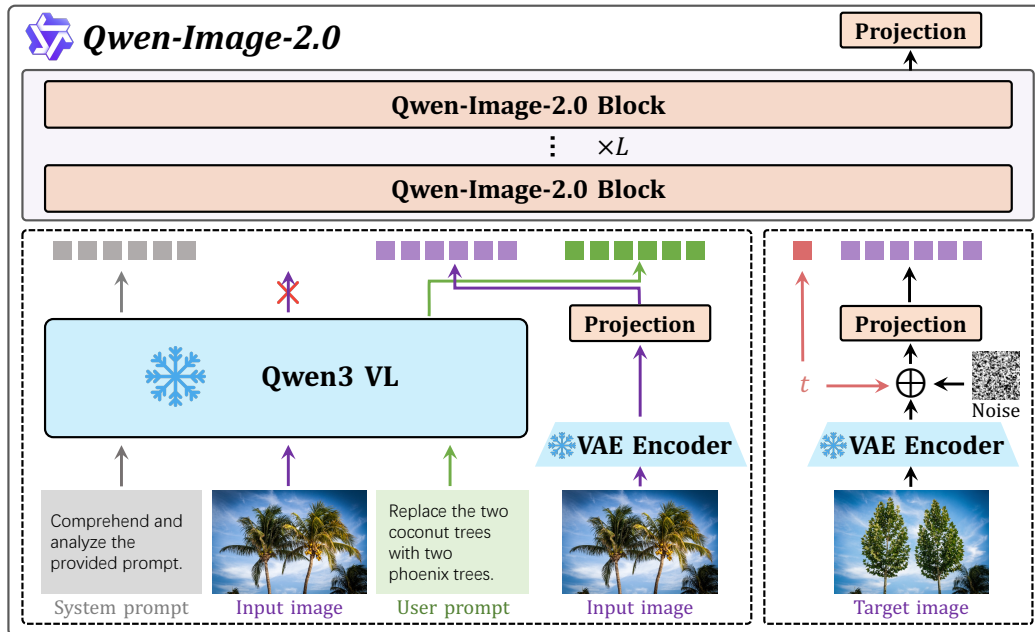 Qwen-Image-2.0
Projection
Qwen-Image-2.0 Block
⋮ ×L
Qwen-Image-2.0 Block
Qwen3 VL
Projection
VAE Encoder
Projection
t
Noise
VAE Encoder
Comprehend and
analyze the
provided prompt.
Replace the two
coconut trees
with two
phoenix trees.
System prompt
Input image
User prompt
Input image
Target image